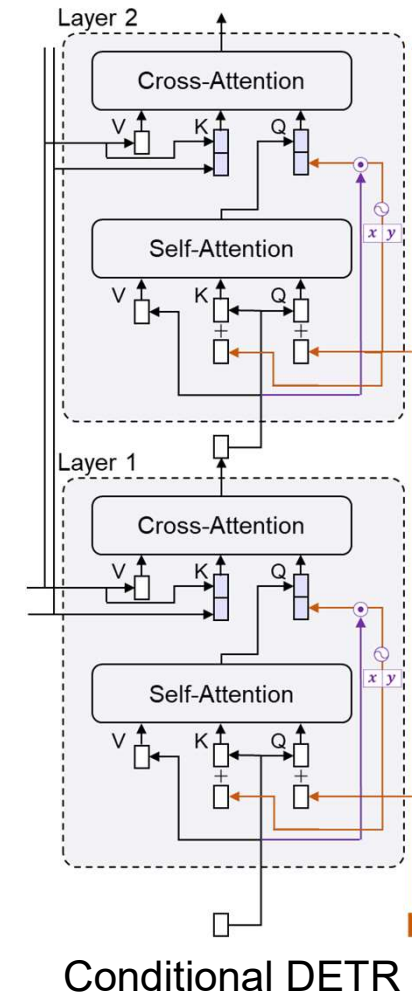 Layer 2
Cross-Attention
V K Q
x y
Self-Attention
V K Q
+ +
Layer 1
Cross-Attention
V K Q
x y
Self-Attention
V K Q
+ +
Conditional DETR